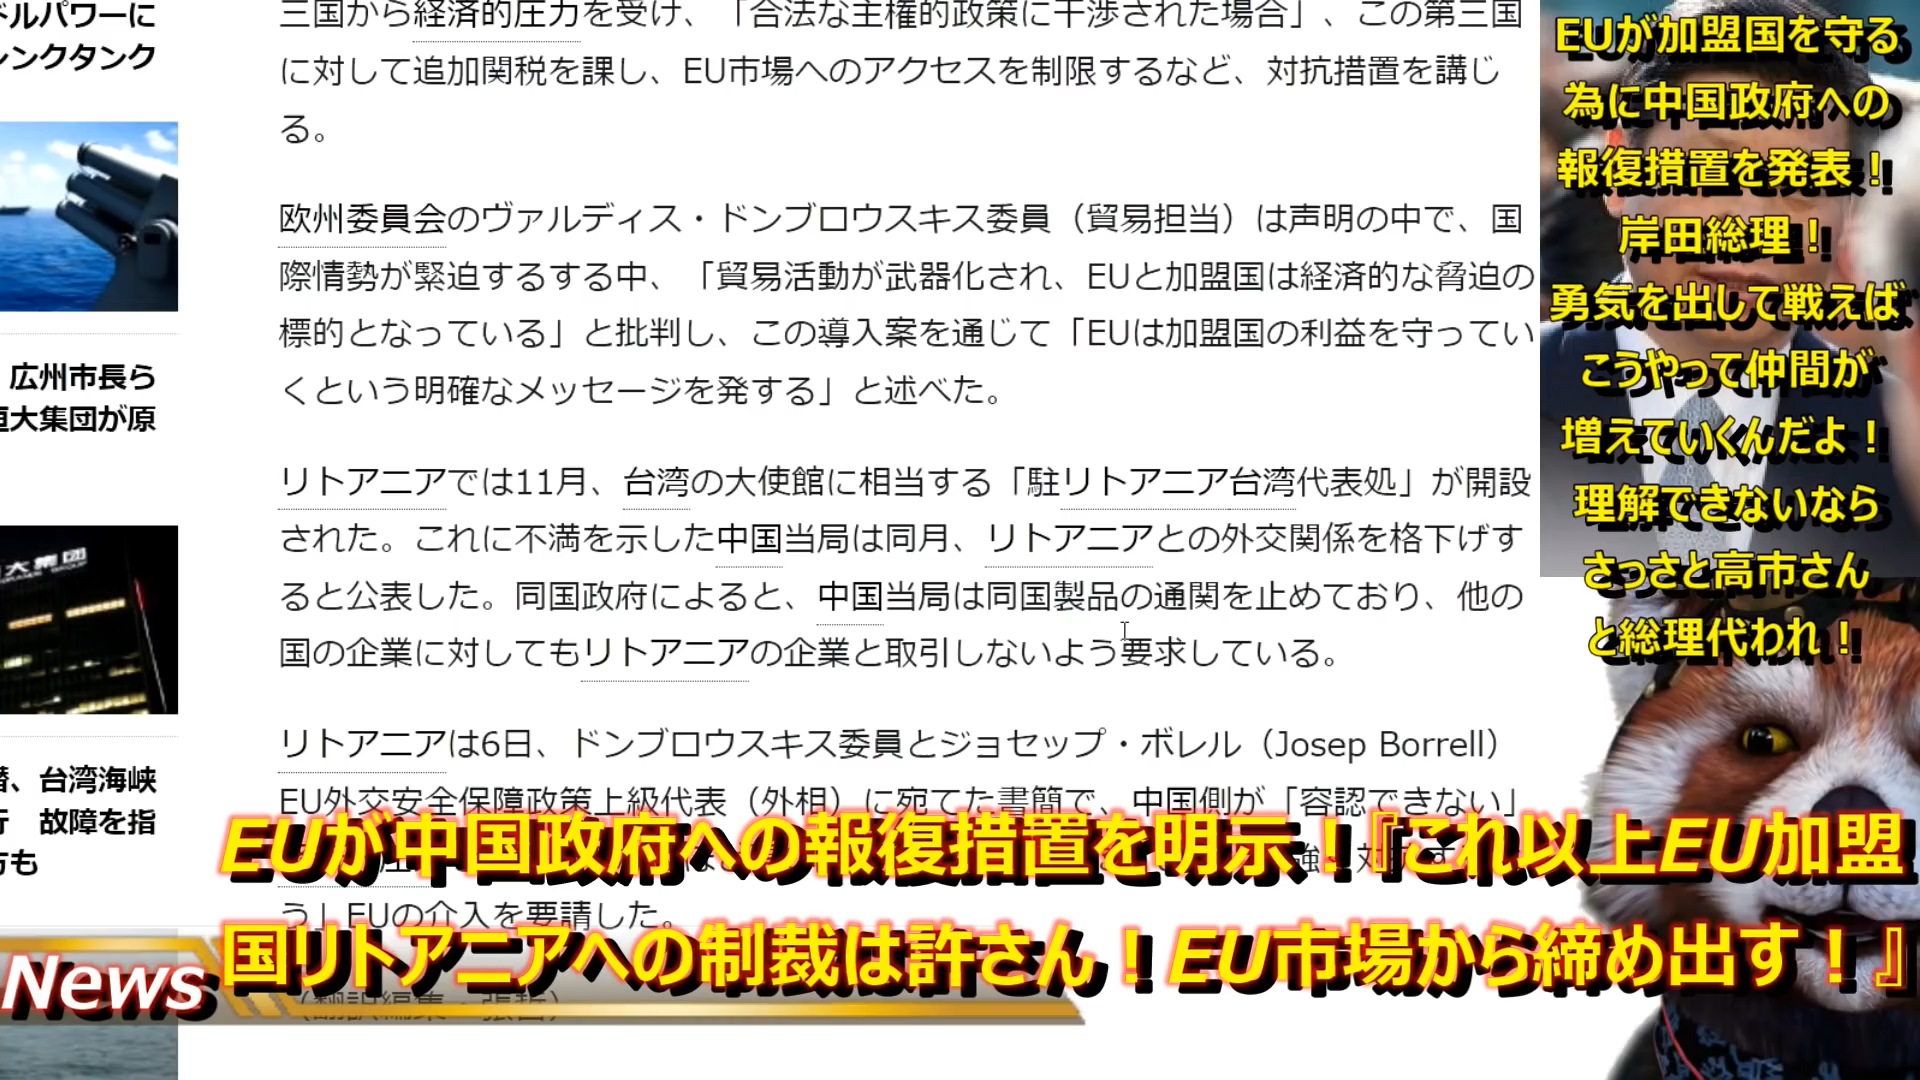 ドルパワーに
シンクタンク
広州市長ら
恒大集団が原
大集団
台湾海峡
行 故障を指
方も
三国から経済的圧力を受け、「合法な主権的政策に干渉された場合」、この第三国
に対して追加関税を課し、EU市場へのアクセスを制限するなど、対抗措置を講じ
る。
欧州委員会のヴァルディス・ドンブロウスキス委員（貿易担当）は声明の中で、国
際情勢が緊迫するする中、「貿易活動が武器化され、EUと加盟国は経済的な脅迫の
標的となっている」と批判し、この導入案を通じて「EUは加盟国の利益を守ってい
くという明確なメッセージを発する」と述べた。
リトアニアでは11月、台湾の大使館に相当する「駐リトアニア台湾代表処」が開設
された。これに不満を示した中国当局は同月、リトアニアとの外交関係を格下げす
ると公表した。同国政府によると、中国当局は同国製品の通関を止めており、他の
国の企業に対してもリトアニアの企業と取引しないよう要求している。
リトアニアは6日、ドンブロウスキス委員とジョセップ・ボレル（Josep Borrell）
EU外交安全保障政策上級代表（外相）に宛てた書簡で、中国側が「容認できない」
う」EUの介入を要請した。
（翻訳編集・張哲）
EUが加盟国を守る
為に中国政府への
報復措置を発表！
岸田総理！
勇気を出して戦えば
こうやって仲間が
増えていくんだよ！
理解できないなら
さっさと高市さん
と総理代われ！
EUが中国政府への報復措置を明示！『これ以上EU加盟
国リトアニアへの制裁は許さん！EU市場から締め出す！』
News